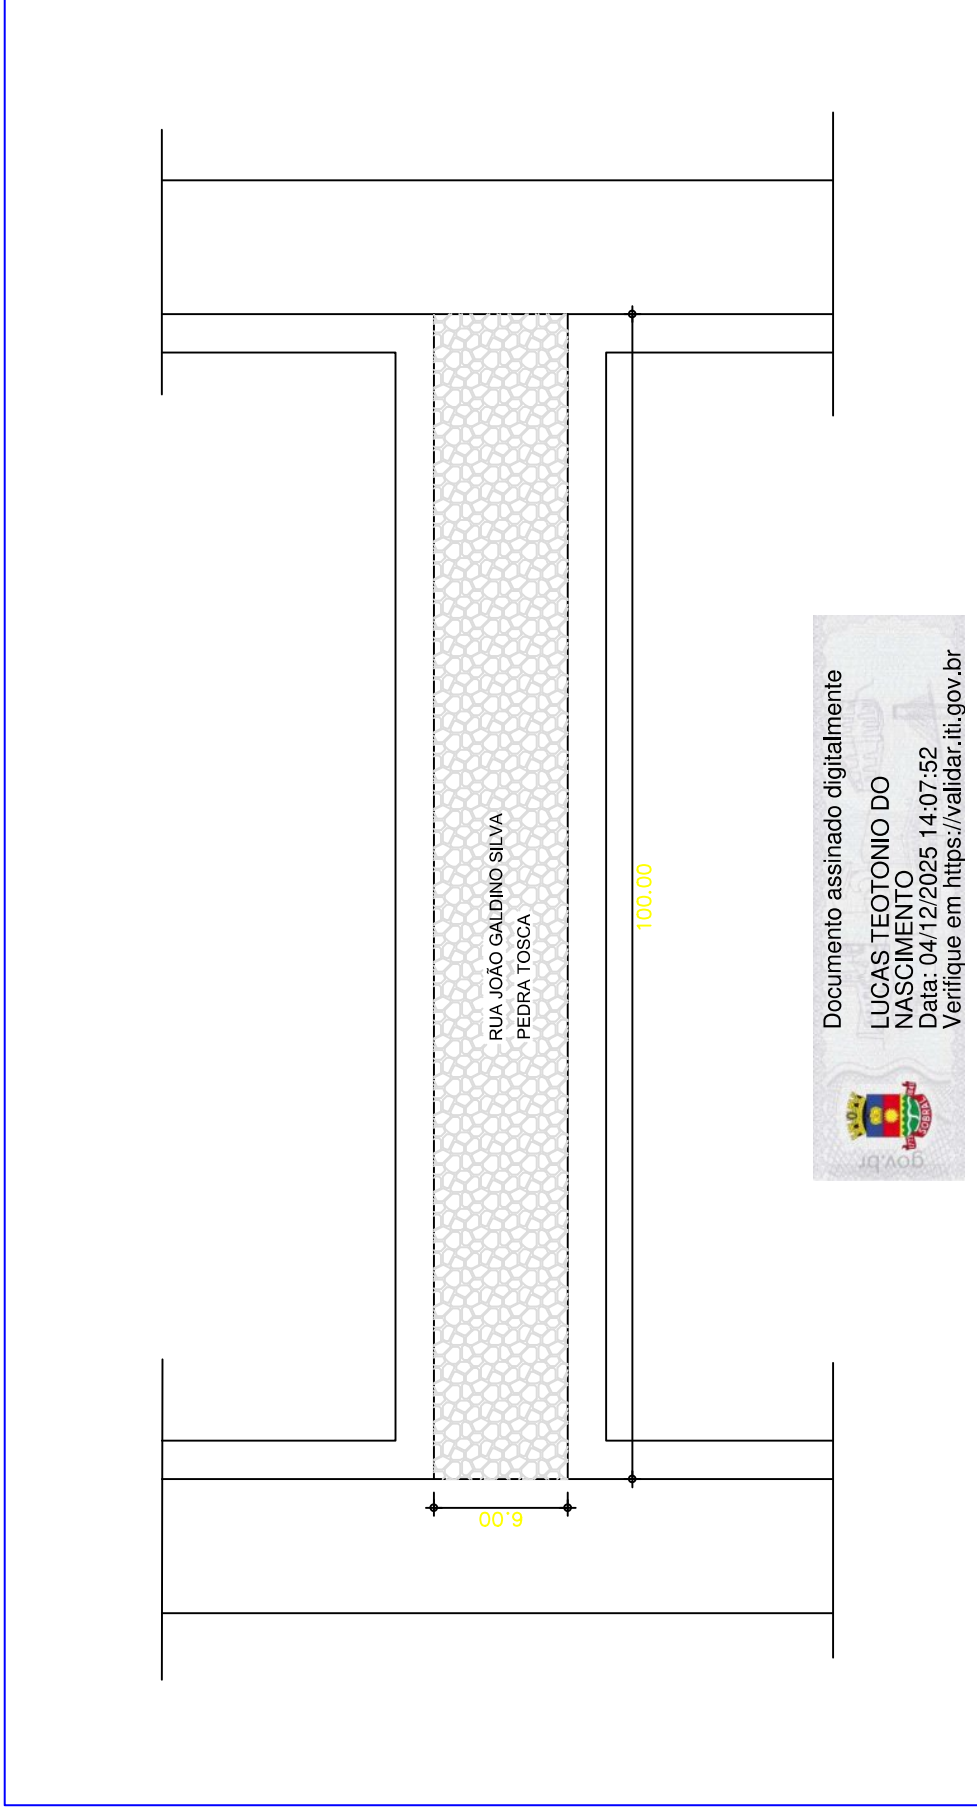 RUA JOÃO GALDINO SILVA
PEDRA TOSCA
100.00
6.00
Documento assinado digitalmente
LUCAS TEOTONIO DO
NASCIMENTO
Data: 04/12/2025 14:07:52
Verifique em https://validar.iti.gov.br
gov.br
SOBRAL